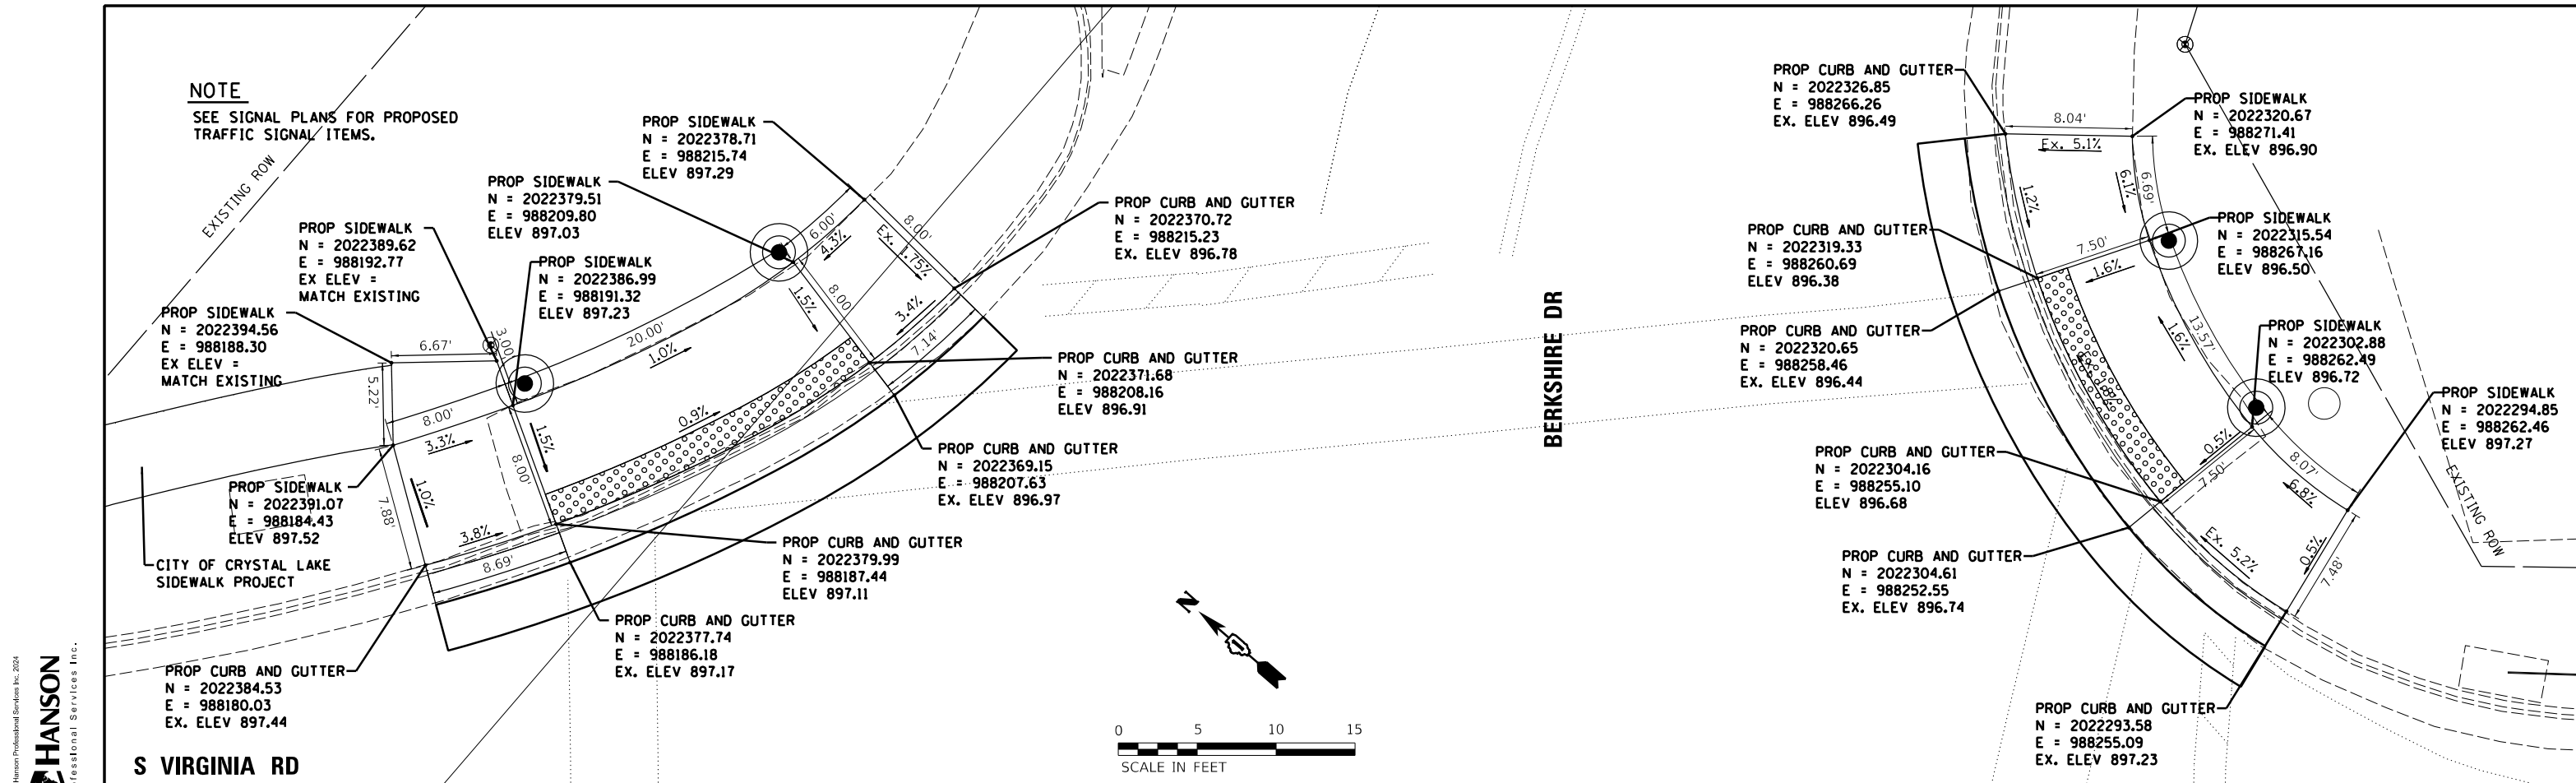 NOTE
SEE SIGNAL PLANS FOR PROPOSED
TRAFFIC SIGNAL ITEMS.
EXISTING ROW
PROP SIDEWALK
N = 2022378.71
E = 988215.74
ELEV 897.29
PROP SIDEWALK
N = 2022379.51
E = 988209.80
ELEV 897.03
PROP SIDEWALK
N = 2022389.62
E = 988192.77
EX ELEV =
MATCH EXISTING
PROP SIDEWALK
N = 2022386.99
E = 988191.32
ELEV 897.23
PROP SIDEWALK
N = 2022394.56
E = 988188.30
EX ELEV =
MATCH EXISTING
PROP SIDEWALK
N = 2022391.07
E = 988184.43
ELEV 897.52
CITY OF CRYSTAL LAKE
SIDEWALK PROJECT
PROP CURB AND GUTTER
N = 2022384.53
E = 988180.03
EX. ELEV 897.44
S VIRGINIA RD
6.67'
3.00'
5.22'
8.00'
3.3%
7.88'
1.0%
3.8%
8.69'
1.5%
8.00'
20.00'
1.0%
0.9%
6.00'
4.3%
1.5%
8.00'
8.00'
Ex. 1.75%
3.4%
7.14'
PROP CURB AND GUTTER
N = 2022370.72
E = 988215.23
EX. ELEV 896.78
PROP CURB AND GUTTER
N = 2022371.68
E = 988208.16
ELEV 896.91
PROP CURB AND GUTTER
N = 2022369.15
E = 988207.63
EX. ELEV 896.97
PROP CURB AND GUTTER
N = 2022379.99
E = 988187.44
ELEV 897.11
PROP CURB AND GUTTER
N = 2022377.74
E = 988186.18
EX. ELEV 897.17
N
0 5 10 15
SCALE IN FEET
BERKSHIRE DR
PROP CURB AND GUTTER
N = 2022326.85
E = 988266.26
EX. ELEV 896.49
PROP SIDEWALK
N = 2022320.67
E = 988271.41
EX. ELEV 896.90
PROP CURB AND GUTTER
N = 2022319.33
E = 988260.69
ELEV 896.38
PROP SIDEWALK
N = 2022315.54
E = 988267.16
ELEV 896.50
PROP CURB AND GUTTER
N = 2022320.65
E = 988258.46
EX. ELEV 896.44
PROP SIDEWALK
N = 2022302.88
E = 988262.49
ELEV 896.72
PROP SIDEWALK
N = 2022294.85
E = 988262.46
ELEV 897.27
PROP CURB AND GUTTER
N = 2022304.16
E = 988255.10
ELEV 896.68
PROP CURB AND GUTTER
N = 2022304.61
E = 988252.55
EX. ELEV 896.74
PROP CURB AND GUTTER
N = 2022293.58
E = 988255.09
EX. ELEV 897.23
8.04'
Ex. 5.1%
1.2%
6.1%
6.69'
7.50'
1.6%
1.6%
13.57'
0.5%
7.50'
8.07'
6.8%
Ex. 5.2%
0.5%
7.48'
EXISTING ROW
Hanson Professional Services Inc. 2024
HANSON
Professional Services Inc.